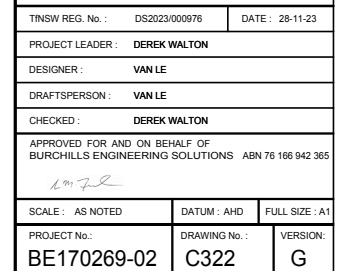 TfNSW REG. No. : DS2023/000976 DATE : 28-11-23
PROJECT LEADER : DEREK WALTON
DESIGNER : VAN LE
DRAFTSPERSON : VAN LE
CHECKED : DEREK WALTON
APPROVED FOR AND ON BEHALF OF
BURCHILLS ENGINEERING SOLUTIONS ABN 76 166 942 365
SCALE : AS NOTED DATUM : AHD FULL SIZE : A1
PROJECT No.: DRAWING No. : VERSION:
BE170269-02 C322 G